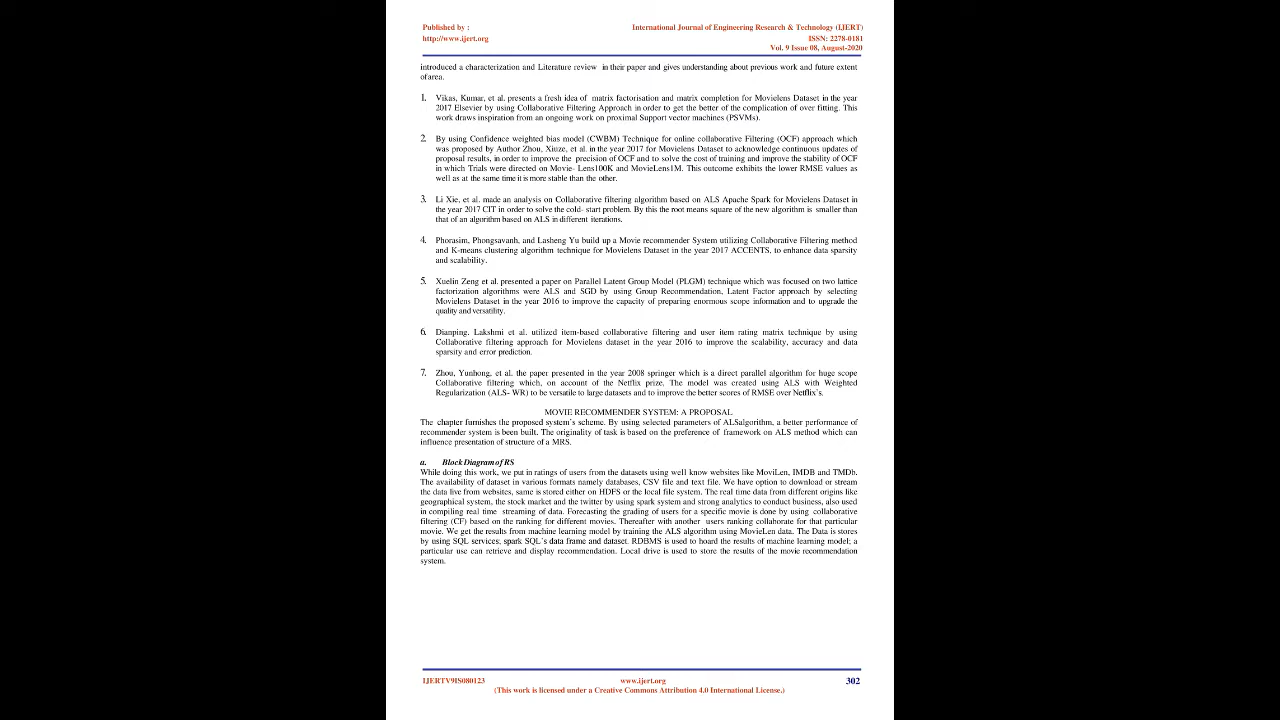 Published by :
International Journal of Engineering Research & Technology (IJERT)
http://www.ijert.org
ISSN: 2278-0181
Vol. 9 Issue 08, August-2020
introduced a characterization and Literature review in their paper and gives understanding about previous work and future extent
of area.
1. Vikas, Kumar, et al. presents a fresh idea of matrix factorisation and matrix completion for Movielens Dataset in the year
2017 Elsevier by using Collaborative Filtering Approach in order to get the better of the complication of over fitting. This
work draws inspiration from an ongoing work on proximal Support vector machines (PSVMs).
2. By using Confidence weighted bias model (CWBM) Technique for online collaborative Filtering (OCF) approach which
was proposed by Author Zhou, Xiuze, et al. in the year 2017 for Movielens Dataset to acknowledge continuous updates of
proposal results, in order to improve the precision of OCF and to solve the cost of training and improve the stability of OCF
in which Trials were directed on Movie- Lens100K and MovieLens1M. This outcome exhibits the lower RMSE values as
well as at the same time it is more stable than the other.
3. Li Xie, et al. made an analysis on Collaborative filtering algorithm based on ALS Apache Spark for Movielens Dataset in
the year 2017 CIT in order to solve the cold- start problem. By this the root means square of the new algorithm is smaller than
that of an algorithm based on ALS in different iterations.
4. Phorasim, Phongsavanh, and Lasheng Yu build up a Movie recommender System utilizing Collaborative Filtering method
and K-means clustering algorithm technique for Movielens Dataset in the year 2017 ACCENTS, to enhance data sparsity
and scalability.
5. Xuelin Zeng et al. presented a paper on Parallel Latent Group Model (PLGM) technique which was focused on two lattice
factorization algorithms were ALS and SGD by using Group Recommendation, Latent Factor approach by selecting
Movielens Dataset in the year 2016 to improve the capacity of preparing enormous scope information and to upgrade the
quality and versatility.
6. Dianping, Lakshmi et al. utilized item-based collaborative filtering and user item rating matrix technique by using
Collaborative filtering approach for Movielens dataset in the year 2016 to improve the scalability, accuracy and data
sparsity and error prediction.
7. Zhou, Yunhong, et al. the paper presented in the year 2008 springer which is a direct parallel algorithm for huge scope
Collaborative filtering which, on account of the Netflix prize. The model was created using ALS with Weighted
Regularization (ALS- WR) to be versatile to large datasets and to improve the better scores of RMSE over Netflix's.
MOVIE RECOMMENDER SYSTEM: A PROPOSAL
The chapter furnishes the proposed system's scheme. By using selected parameters of ALSalgorithm, a better performance of
recommender system is been built. The originality of task is based on the preference of framework on ALS method which can
influence presentation of structure of a MRS.
a. Block Diagram of RS
While doing this work, we put in ratings of users from the datasets using well know websites like MoviLen, IMDB and TMDb.
The availability of dataset in various formats namely databases, CSV file and text file. We have option to download or stream
the data live from websites, same is stored either on HDFS or the local file system. The real time data from different origins like
geographical system, the stock market and the twitter by using spark system and strong analytics to conduct business, also used
in compiling real time streaming of data. Forecasting the grading of users for a specific movie is done by using collaborative
filtering (CF) based on the ranking for different movies. Thereafter with another users ranking collaborate for that particular
movie. We get the results from machine learning model by training the ALS algorithm using MovieLen data. The Data is stores
by using SQL services, spark SQL's data frame and dataset. RDBMS is used to hoard the results of machine learning model; a
particular use can retrieve and display recommendation. Local drive is used to store the results of the movie recommendation
system.
IJERTV9IS080123
www.ijert.org
302
(This work is licensed under a Creative Commons Attribution 4.0 International License.)